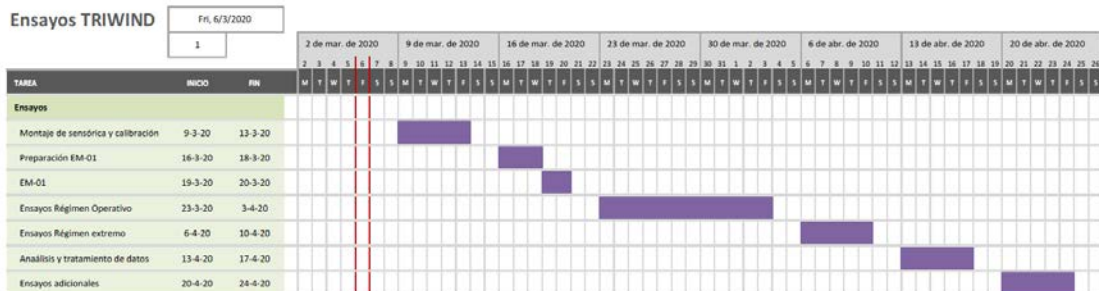 Ensayos TRIWIND
Fri, 6/3/2020
1
2 de mar. de 2020 9 de mar. de 2020 16 de mar. de 2020 23 de mar. de 2020 30 de mar. de 2020 6 de abr. de 2020 13 de abr. de 2020 20 de abr. de 2020
2 3 4 5 6 7 8 9 10 11 12 13 14 15 16 17 18 19 20 21 22 23 24 25 26 27 28 29 30 31 1 2 3 4 5 6 7 8 9 10 11 12 13 14 15 16 17 18 19 20 21 22 23 24 25 26
TAREA INICIO FIN M T W T F S S M T W T F S S M T W T F S S M T W T F S S M T W T F S S M T W T F S S M T W T F S S M T W T F S S
Ensayos
Montaje de sensórica y calibración 9-3-20 13-3-20
Preparación EM-01 16-3-20 18-3-20
EM-01 19-3-20 20-3-20
Ensayos Régimen Operativo 23-3-20 3-4-20
Ensayos Régimen extremo 6-4-20 10-4-20
Anaálisis y tratamiento de datos 13-4-20 17-4-20
Ensayos adicionales 20-4-20 24-4-20